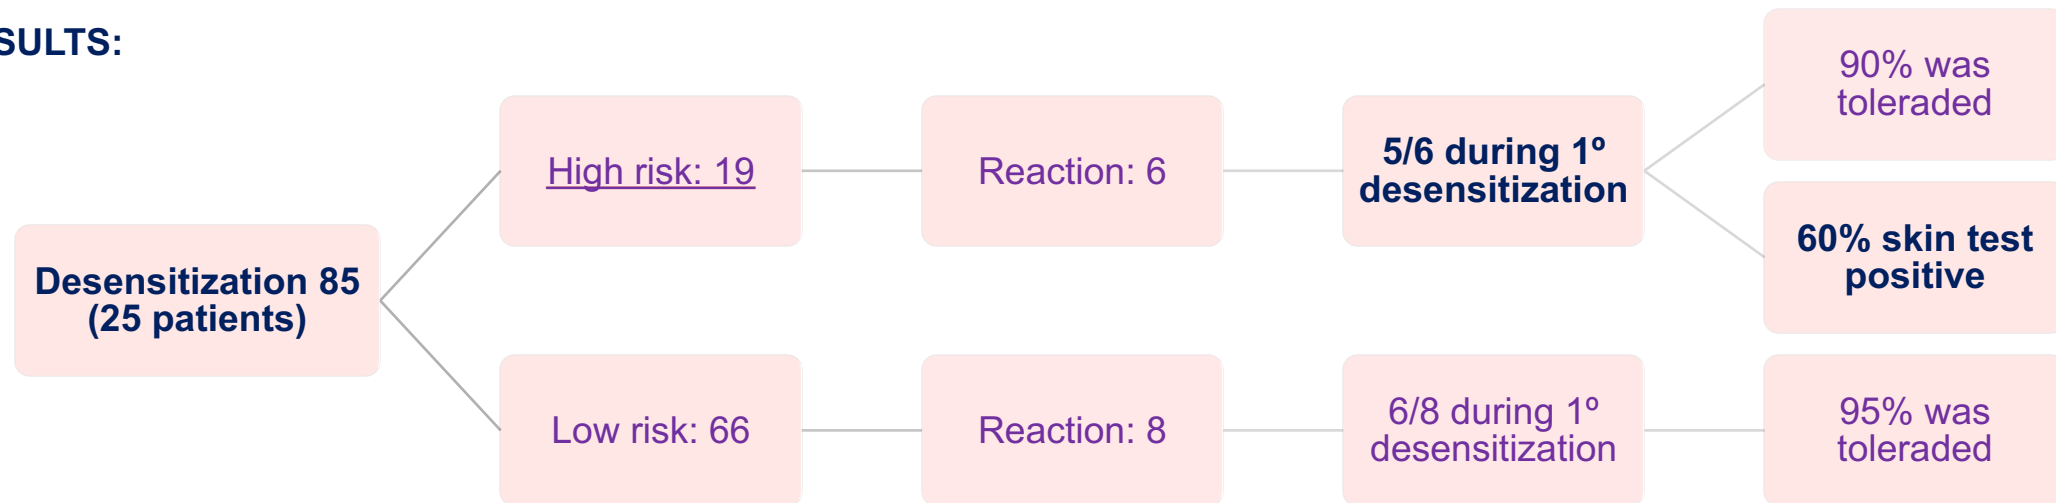 SULTS:
90% was
toleraded
High risk: 19
Reaction: 6
5/6 during 1º
desensitization
60% skin test
positive
Desensitization 85
(25 patients)
Low risk: 66
Reaction: 8
6/8 during 1º
desensitization
95% was
toleraded